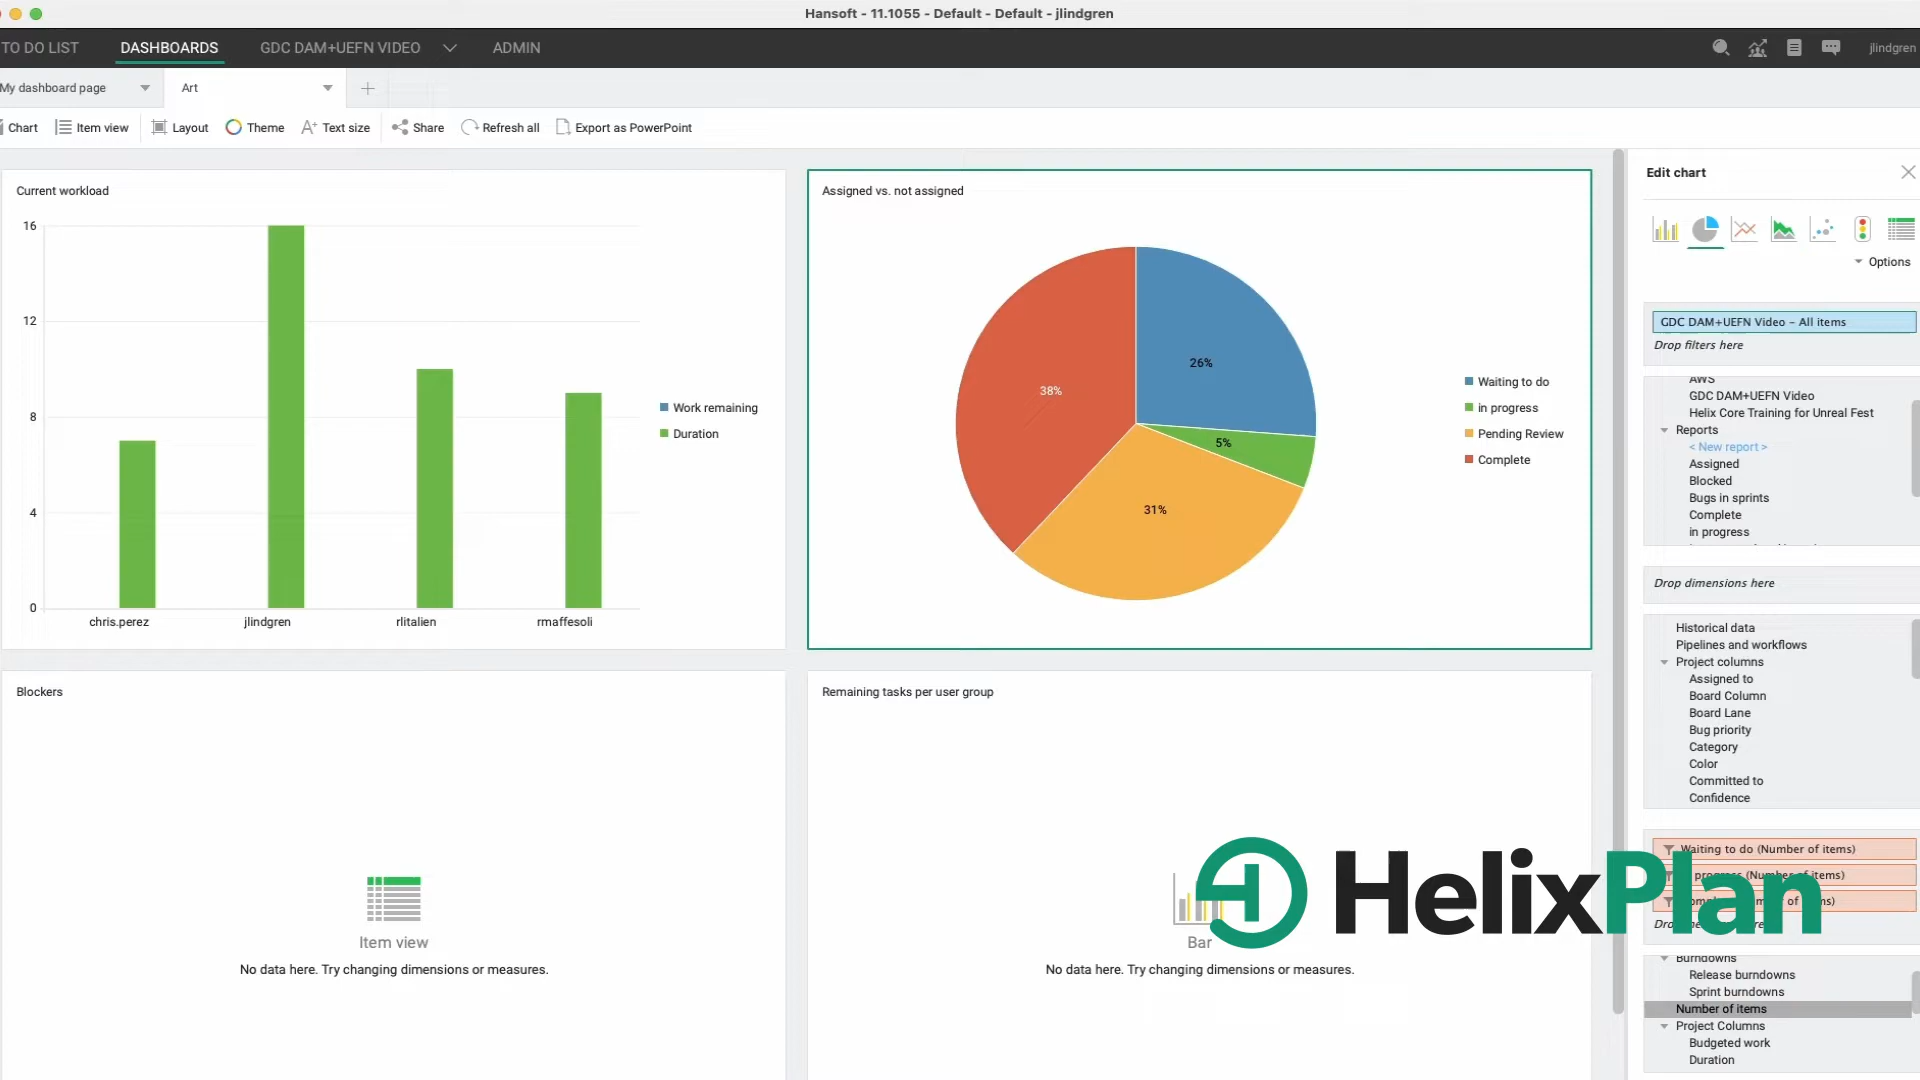 Hansoft - 11.1055 - Default - Default - jlindgren
TO DO LIST
DASHBOARDS
GDC DAM+UEFN VIDEO
ADMIN
jlindgren
My dashboard page
Art
Chart
Item view
Layout
Theme
Text size
Share
Refresh all
Export as PowerPoint
Current workload
16
12
8
4
0
chris.perez
jlindgren
rlitalien
rmaffesoli
Work remaining
Duration
Assigned vs. not assigned
26%
5%
31%
38%
Waiting to do
in progress
Pending Review
Complete
Blockers
Item view
No data here. Try changing dimensions or measures.
Remaining tasks per user group
Bar
No data here. Try changing dimensions or measures.
HelixPlan
Edit chart
Options
GDC DAM+UEFN Video - All items
Drop filters here
AWS
GDC DAM+UEFN Video
Helix Core Training for Unreal Fest
Reports
< New report >
Assigned
Blocked
Bugs in sprints
Complete
in progress
Drop dimensions here
Historical data
Pipelines and workflows
Project columns
Assigned to
Board Column
Board Lane
Bug priority
Category
Color
Committed to
Confidence
Waiting to do (Number of items)
progress (Number of items)
Burndowns
Release burndowns
Sprint burndowns
Number of items
Project Columns
Budgeted work
Duration